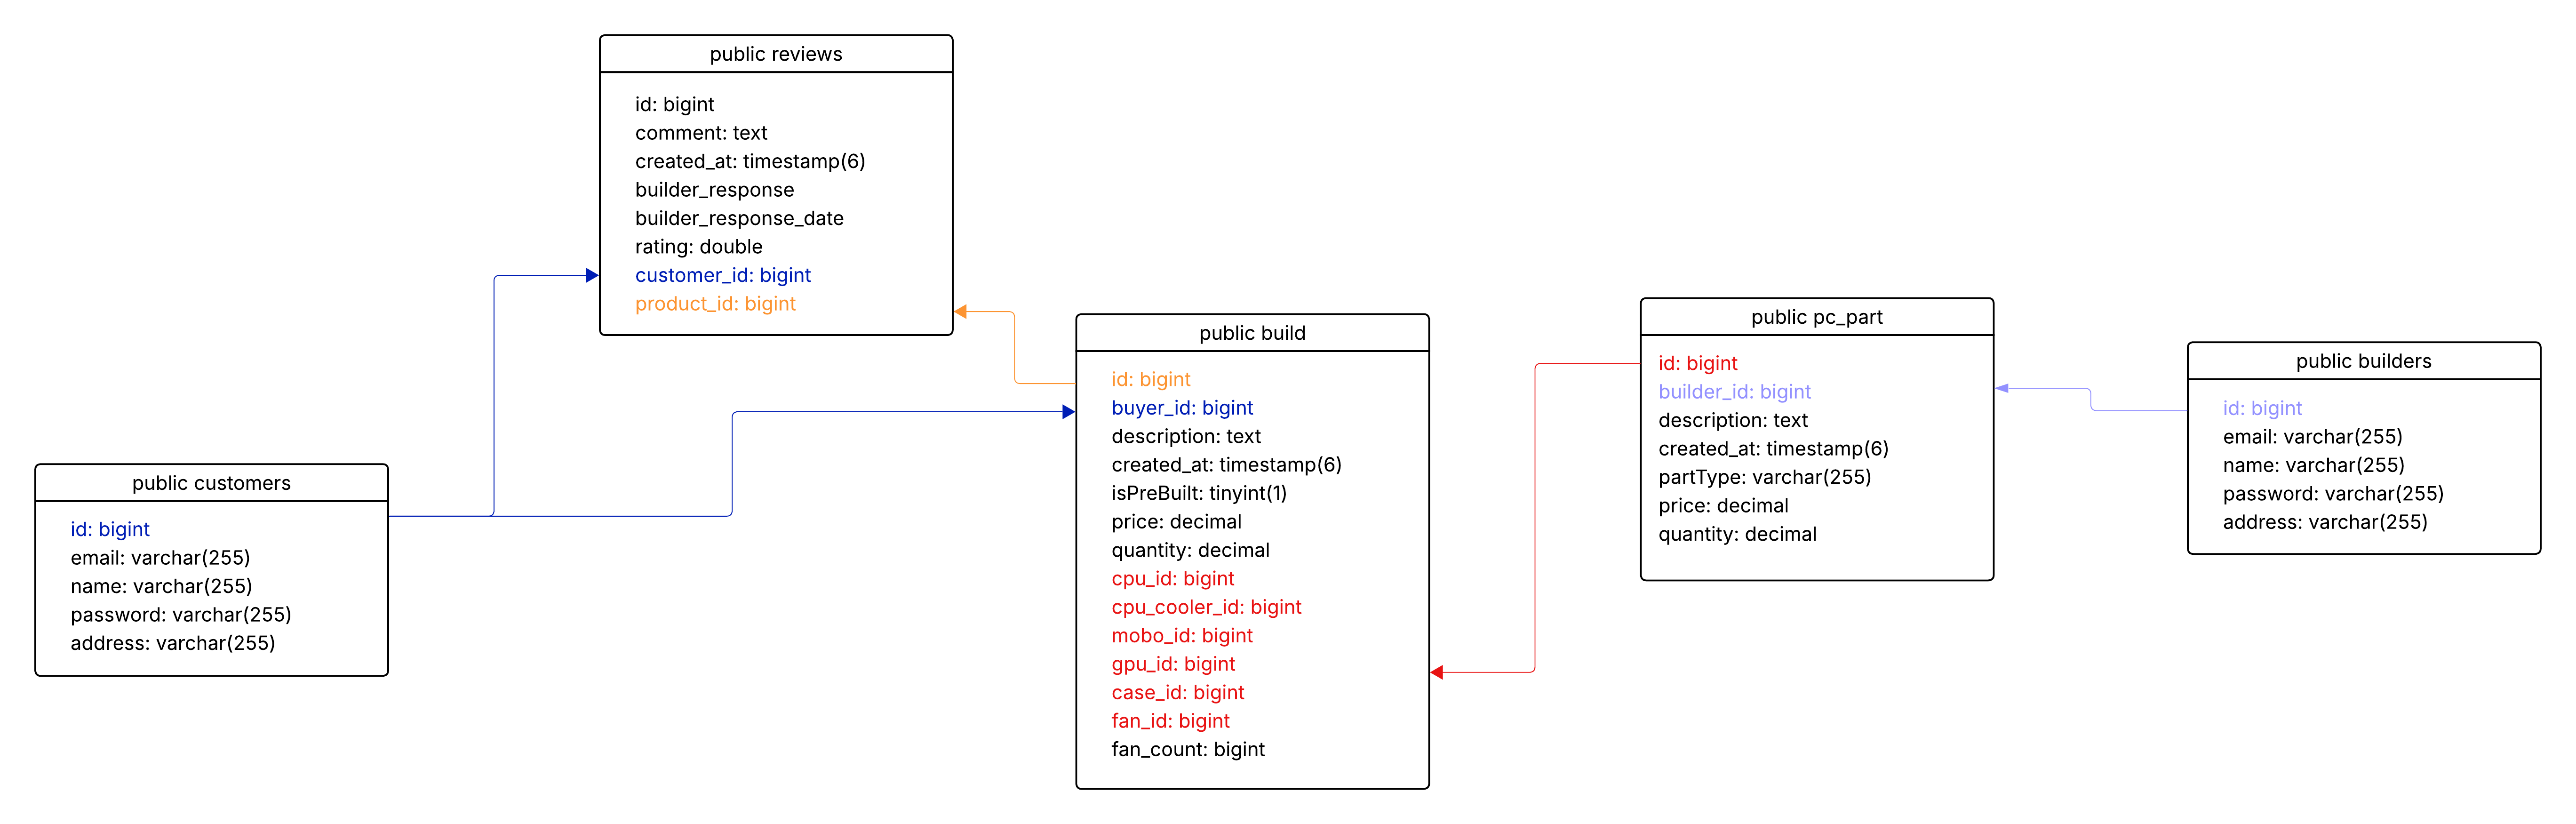 public reviews
id: bigint
comment: text
created_at: timestamp(6)
builder_response
builder_response_date
rating: double
customer_id: bigint
product_id: bigint
public customers
id: bigint
email: varchar(255)
name: varchar(255)
password: varchar(255)
address: varchar(255)
public build
id: bigint
buyer_id: bigint
description: text
created_at: timestamp(6)
isPreBuilt: tinyint(1)
price: decimal
quantity: decimal
cpu_id: bigint
cpu_cooler_id: bigint
mobo_id: bigint
gpu_id: bigint
case_id: bigint
fan_id: bigint
fan_count: bigint
public pc_part
id: bigint
builder_id: bigint
description: text
created_at: timestamp(6)
partType: varchar(255)
price: decimal
quantity: decimal
public builders
id: bigint
email: varchar(255)
name: varchar(255)
password: varchar(255)
address: varchar(255)